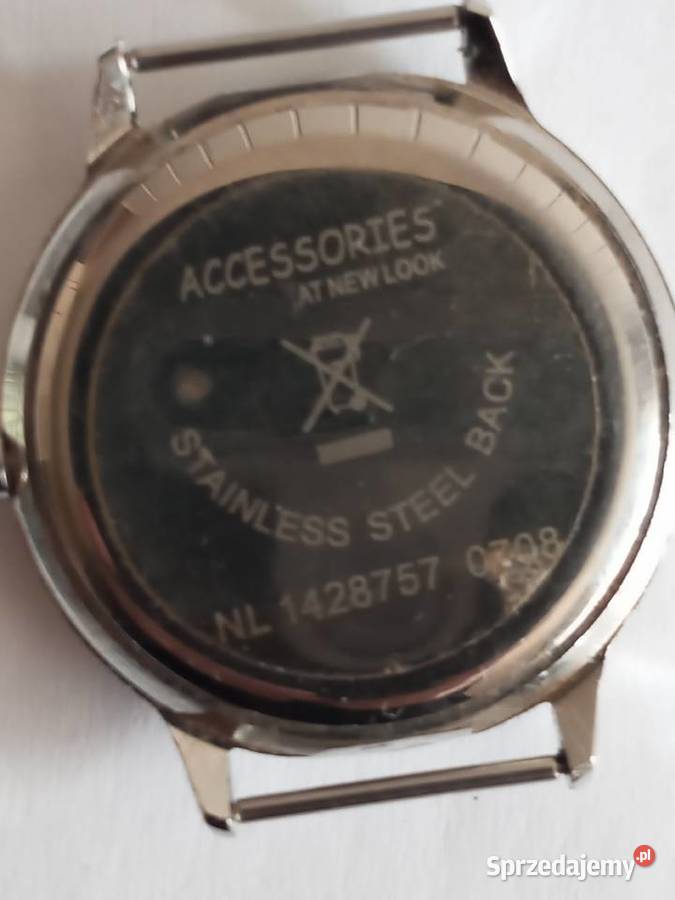 ACCESSORIES
AT NEW LOOK
STAINLESS STEEL BACK
NL 1428757 0708
Sprzedajemy.pl